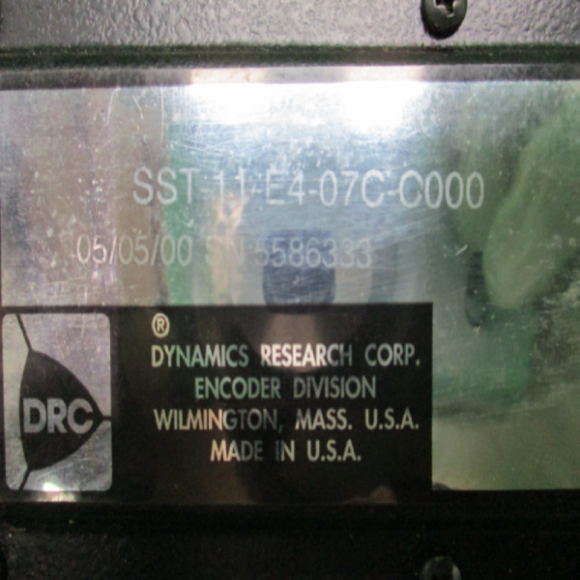 SST-11-E4-07C-C000
05/05/00 SN 5586333
®
DYNAMICS RESEARCH CORP.
ENCODER DIVISION
WILMINGTON, MASS. U.S.A.
MADE IN U.S.A.
DRC